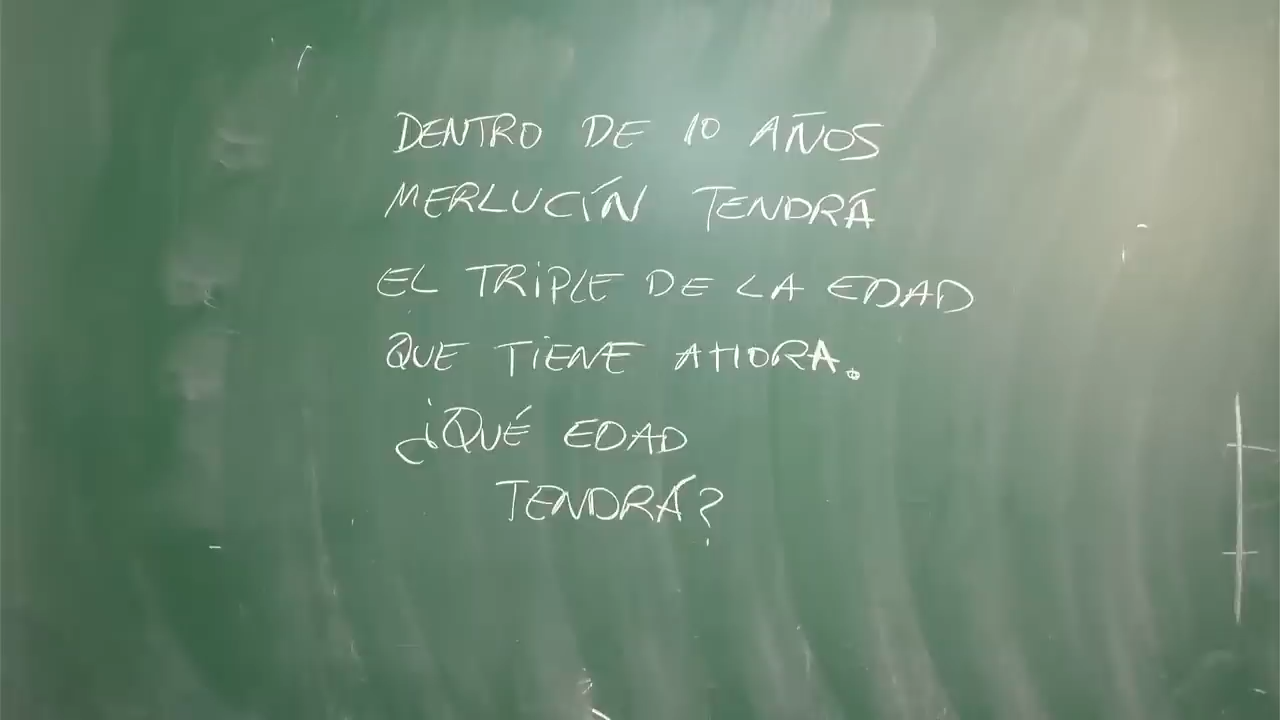 DENTRO DE 10 AÑOS
MERLUCÍN TENDRÁ
EL TRIPLE DE LA EDAD
QUE TIENE AHORA.
¿QUÉ EDAD
TENDRÁ?